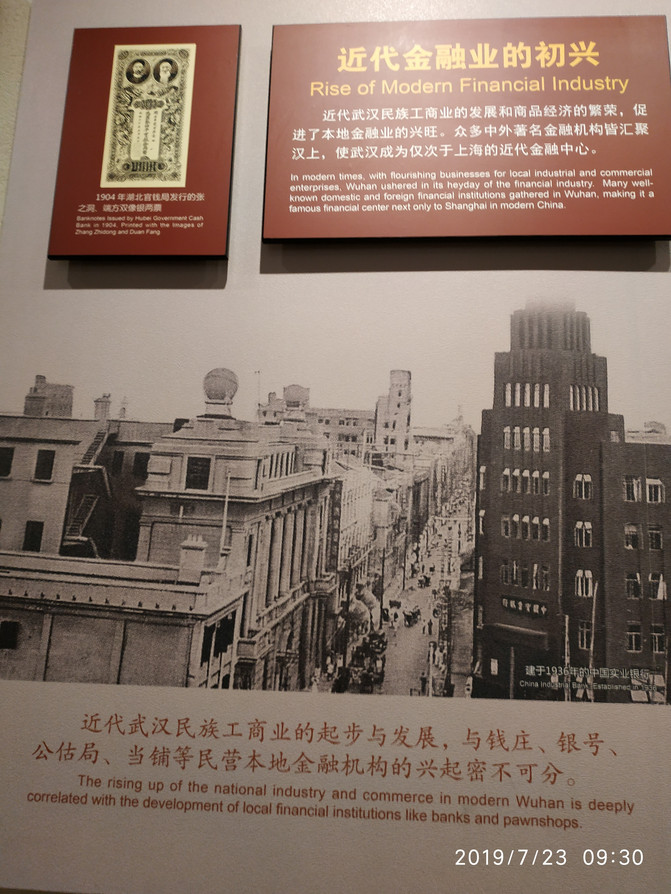 近代金融业的初兴
Rise of Modern Financial Industry
近代武汉民族工商业的发展和商品经济的繁荣，促
进了本地金融业的兴旺。众多中外著名金融机构皆汇聚
汉上，使武汉成为仅次于上海的近代金融中心。
In modern times, with flourishing businesses for local industrial and commercial
enterprises, Wuhan ushered in its heyday of the financial industry. Many well-
known domestic and foreign financial institutions gathered in Wuhan, making it a
famous financial center next only to Shanghai in modern China.
1904年湖北官钱局发行的张
之洞、端方双像银两票
Banknotes Issued by Hubei Government Cash
Bank in 1904, Printed with the Images of
Zhang Zhidong and Duan Fang
行銀業實國中
建于1936年的中国实业银行
China Industrial Bank, Established in 1936
近代武汉民族工商业的起步与发展，与钱庄、银号、
公估局、当铺等民营本地金融机构的兴起密不可分。
The rising up of the national industry and commerce in modern Wuhan is deeply
correlated with the development of local financial institutions like banks and pawnshops.
2019/7/23 09:30